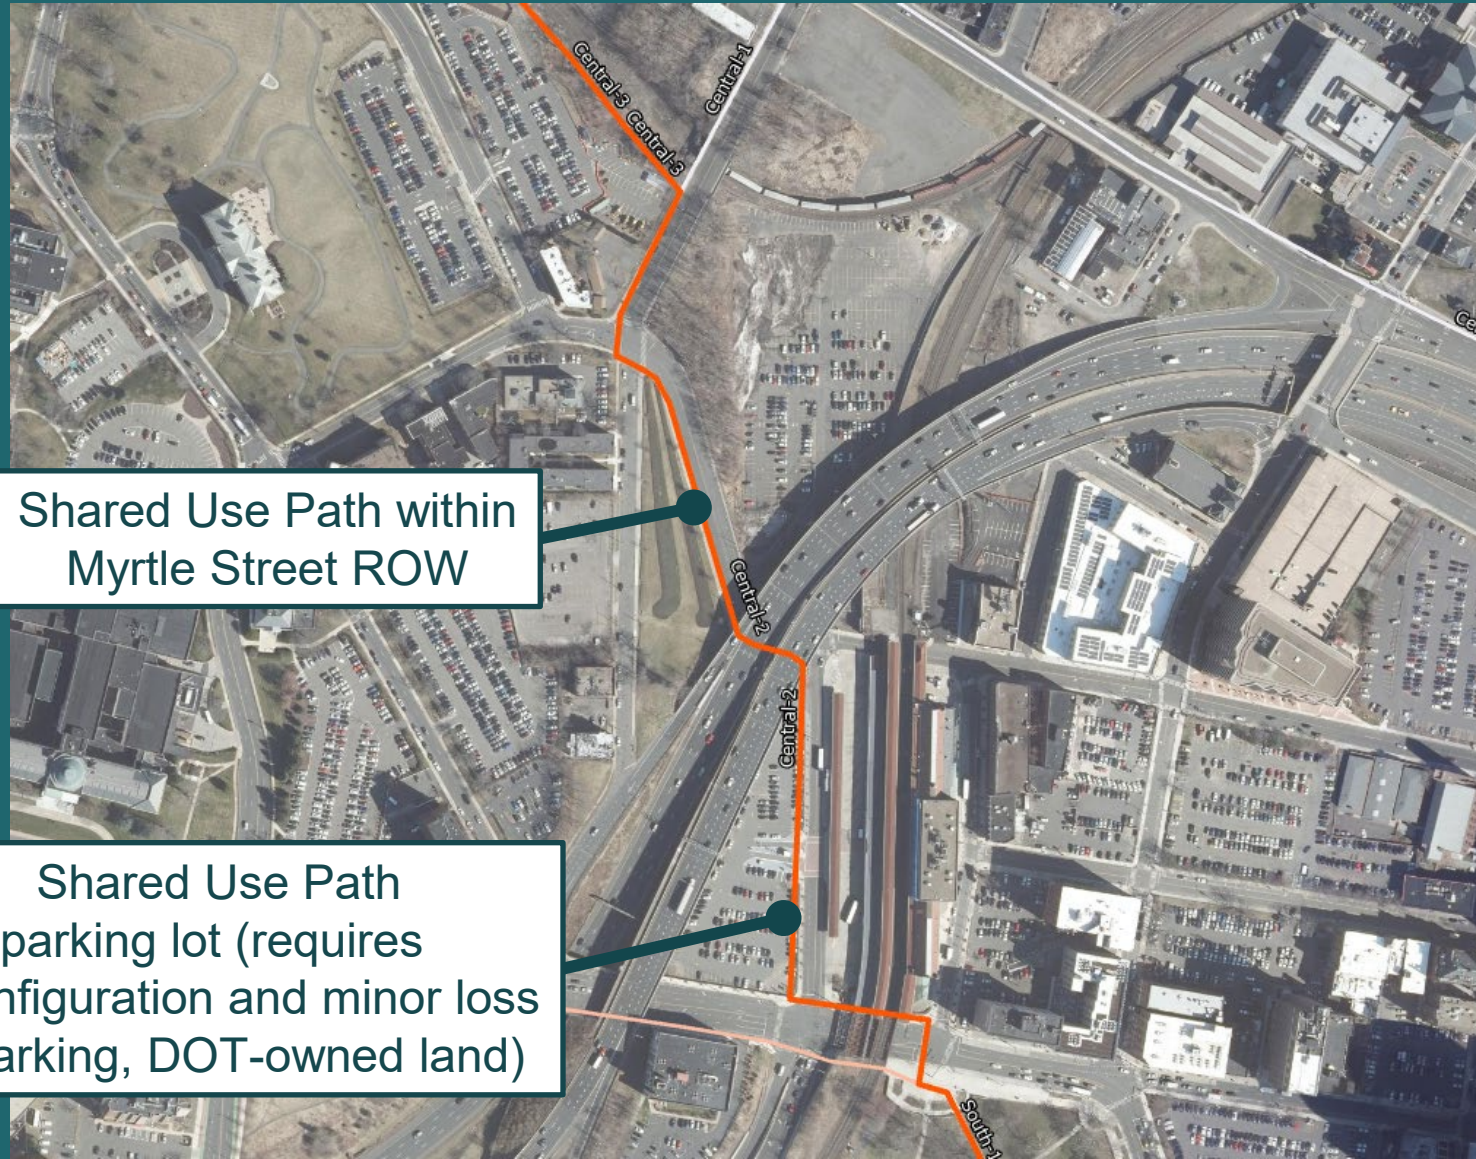 Central-3 Central-3
Central-1
Shared Use Path within
Myrtle Street ROW
Central-2
Central-2
Shared Use Path
parking lot (requires
nfiguration and minor loss
arking, DOT-owned land)
South-1